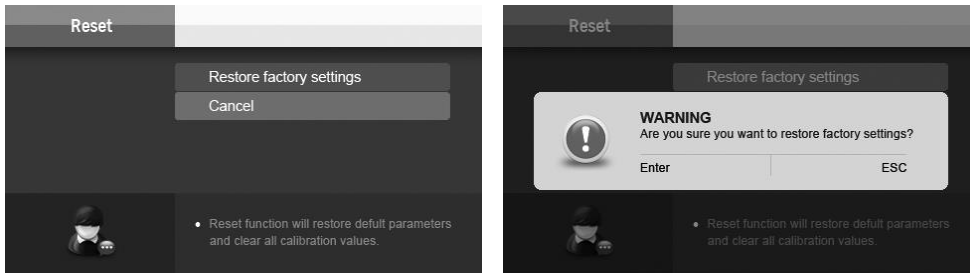 Reset
Restore factory settings
Cancel
Reset function will restore defult parameters
and clear all calibration values.
Reset
Restore factory settings
WARNING
Are you sure you want to restore factory settings?
Enter ESC
Reset function will restore defult parameters
and clear all calibration values.